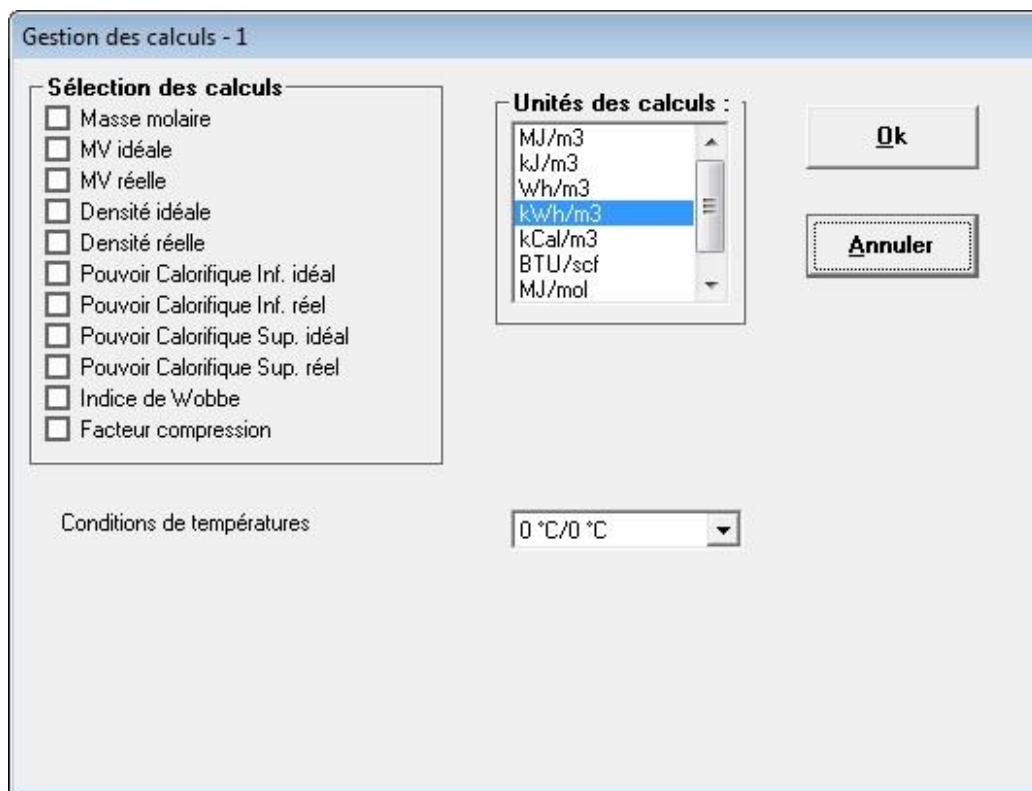 Gestion des calculs - 1
Sélection des calculs
Masse molaire
MV idéale
MV réelle
Densité idéale
Densité réelle
Pouvoir Calorifique Inf. idéal
Pouvoir Calorifique Inf. réel
Pouvoir Calorifique Sup. idéal
Pouvoir Calorifique Sup. réel
Indice de Wobbe
Facteur compression
Unités des calculs :
MJ/m3
kJ/m3
Wh/m3
kWh/m3
kCal/m3
BTU/scf
MJ/mol
Ok
Annuler
Conditions de températures
0 °C/0 °C